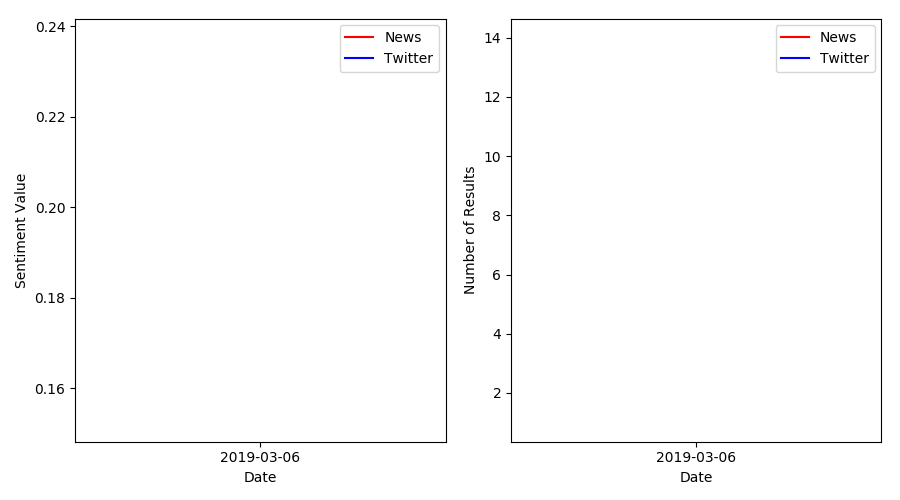 0.24
0.22
0.20
0.18
0.16
Sentiment Value
News
Twitter
2019-03-06
Date
14
12
10
8
6
4
2
Number of Results
News
Twitter
2019-03-06
Date